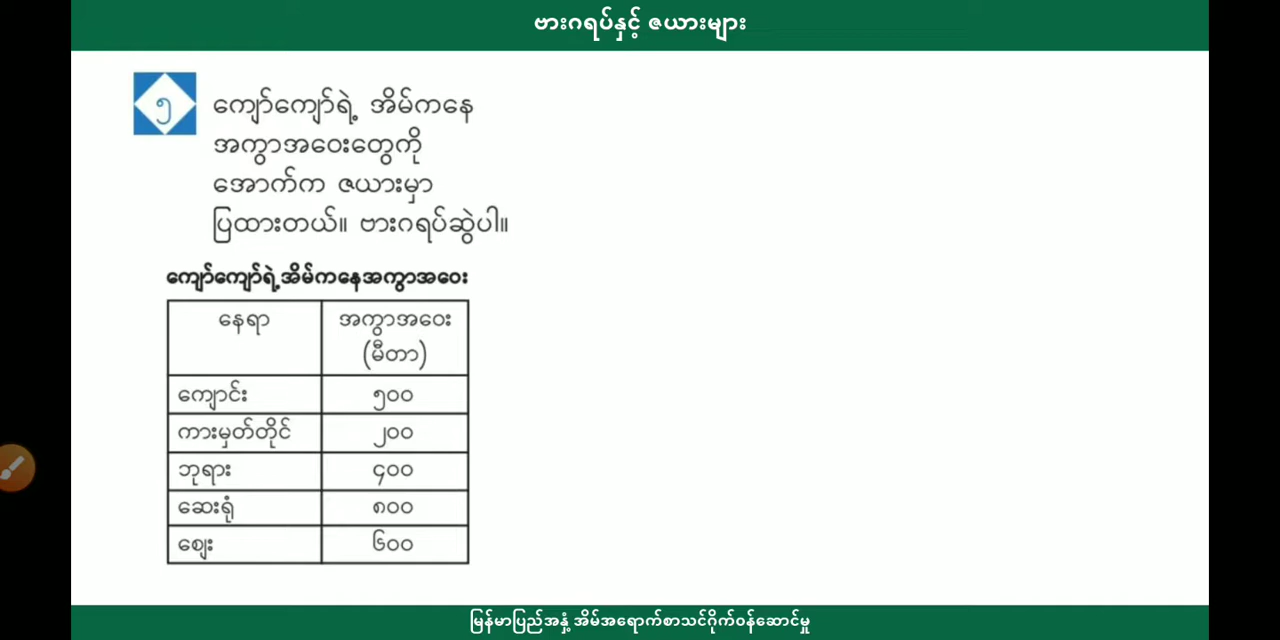 ဗားဂရပ်နှင့် ဇယားများ
၅ ကျော်ကျော်ရဲ့ အိမ်ကနေ
အကွာအဝေးတွေကို
အောက်က ဇယားမှာ
ပြထားတယ်။ ဗားဂရပ်ဆွဲပါ။
ကျော်ကျော်ရဲ့အိမ်ကနေအကွာအဝေး
နေရာ အကွာအဝေး
(မီတာ)
ကျောင်း ၅၀၀
ကားမှတ်တိုင် ၂၀၀
ဘုရား ၄၀၀
ဆေးရုံ ၈၀၀
ဈေး ၆၀၀
မြန်မာပြည်အနှံ့ အိမ်အရောက်စာသင်ဂိုက်ဝန်ဆောင်မှု